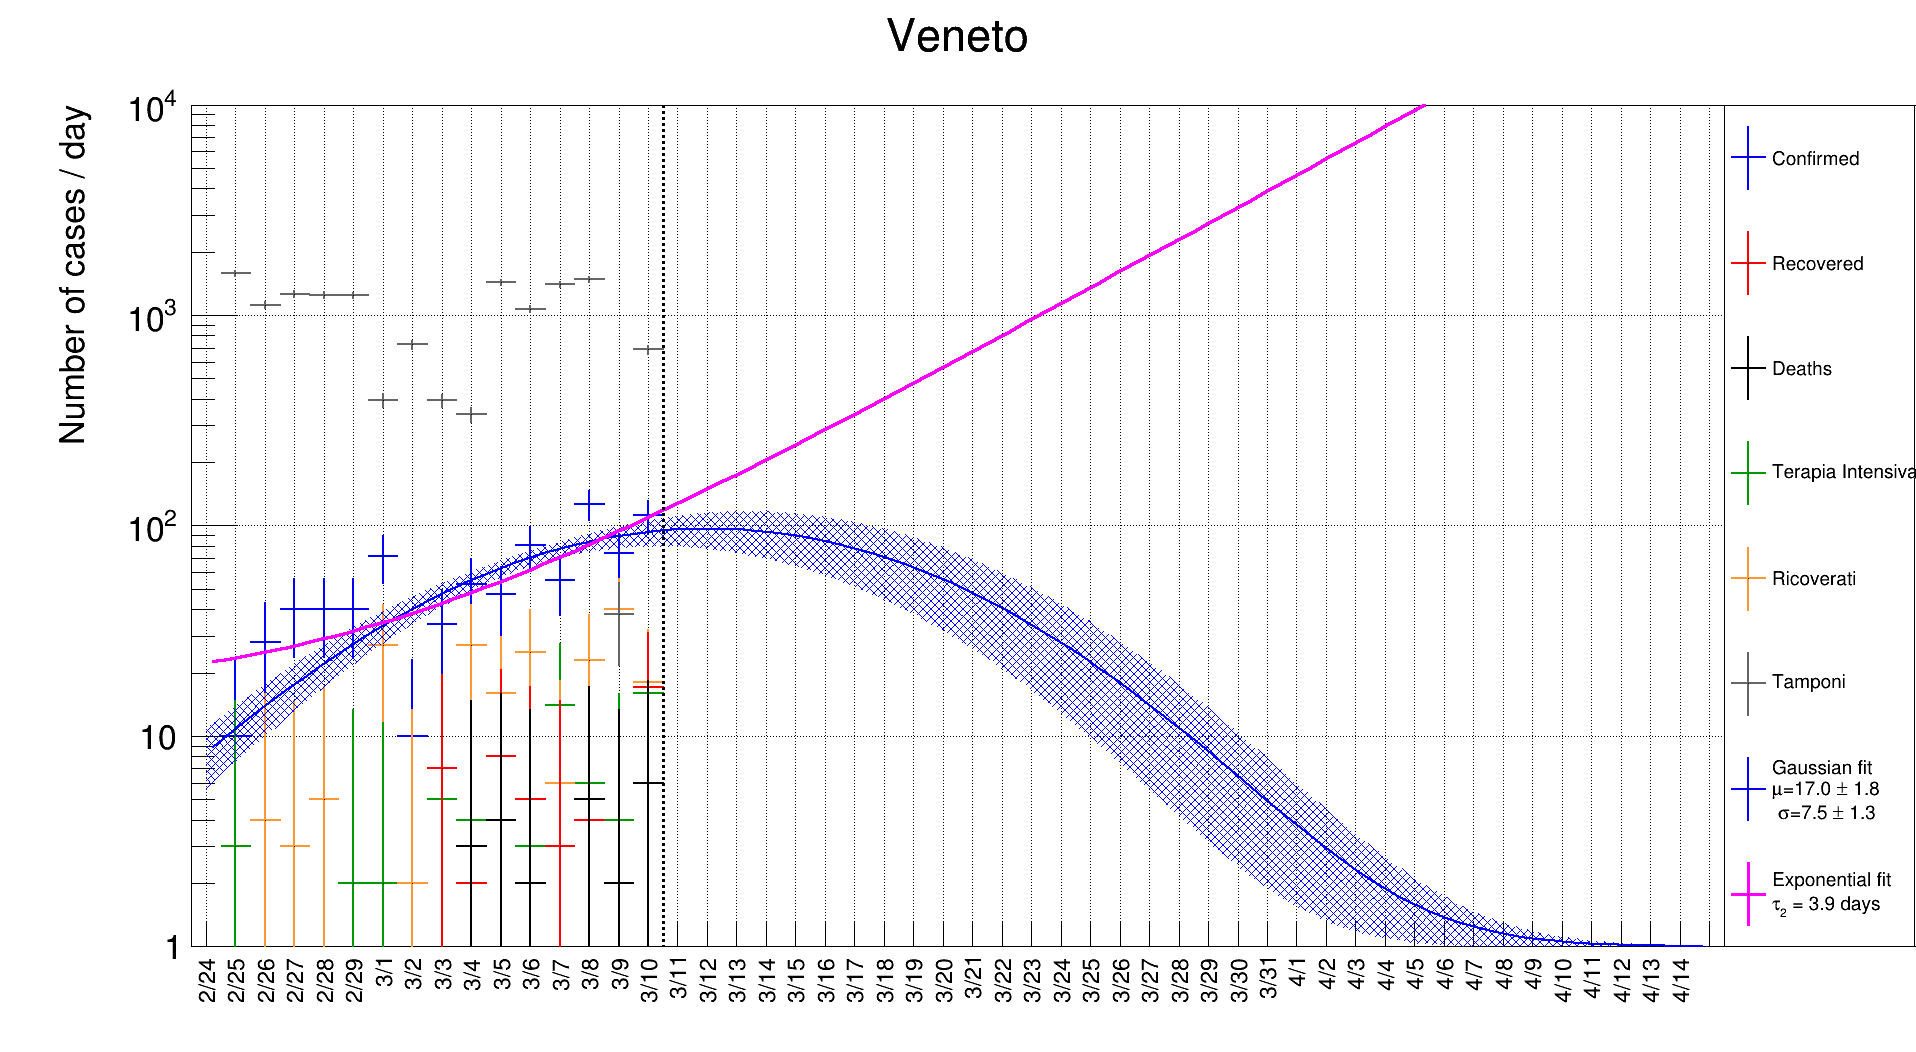 Veneto
Number of cases / day
10⁴
10³
10²
10
1
2/24 2/25 2/26 2/27 2/28 2/29 3/1 3/2 3/3 3/4 3/5 3/6 3/7 3/8 3/9 3/10 3/11 3/12 3/13 3/14 3/15 3/16 3/17 3/18 3/19 3/20 3/21 3/22 3/23 3/24 3/25 3/26 3/27 3/28 3/29 3/30 3/31 4/1 4/2 4/3 4/4 4/5 4/6 4/7 4/8 4/9 4/10 4/11 4/12 4/13 4/14
Confirmed
Recovered
Deaths
Terapia Intensiva
Ricoverati
Tamponi
Gaussian fit
μ=17.0 ± 1.8
σ=7.5 ± 1.3
Exponential fit
τ₂ = 3.9 days